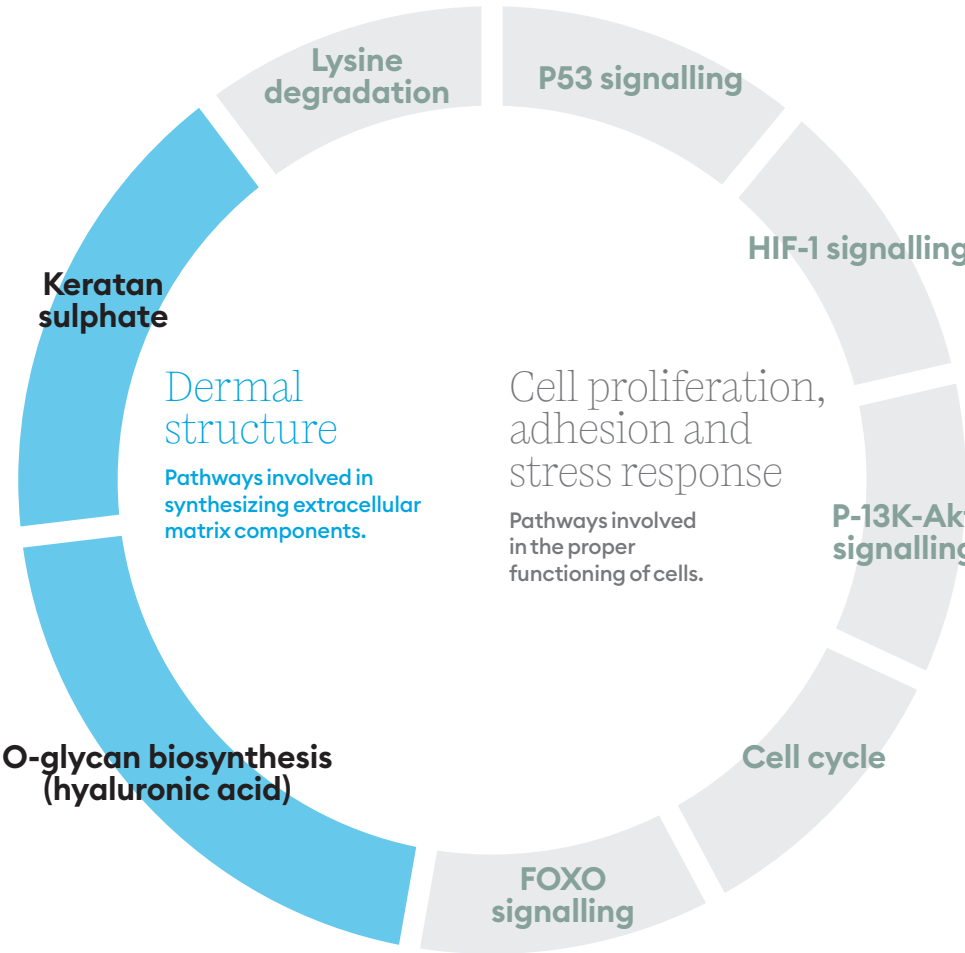 Lysine
degradation
P53 signalling
HIF-1 signalling
Keratan
sulphate
Dermal
structure
Pathways involved in
synthesizing extracellular
matrix components.
Cell proliferation,
adhesion and
stress response
Pathways involved
in the proper
functioning of cells.
P-13K-Akt
signalling
O-glycan biosynthesis
(hyaluronic acid)
Cell cycle
FOXO
signalling